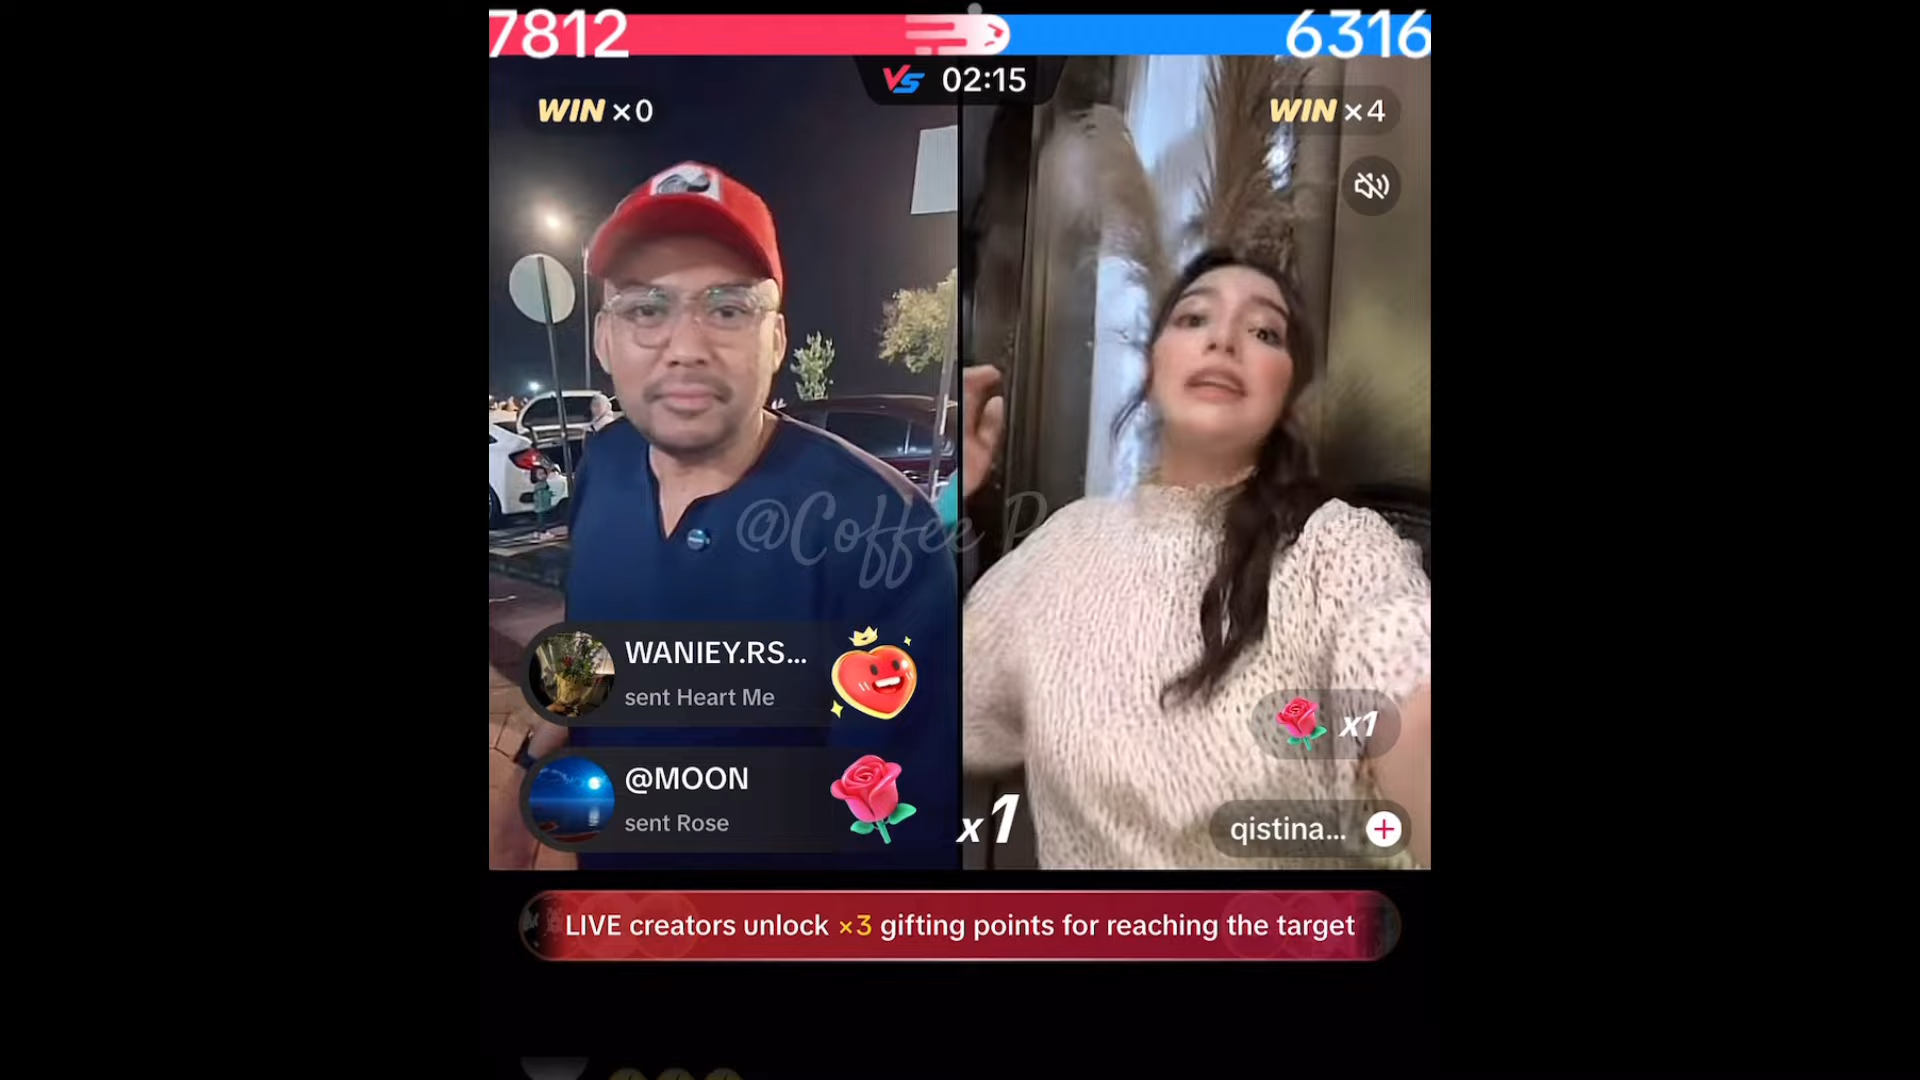 7812
6316
VS 02:15
WIN ×0
WIN ×4
@Coffee
WANIEY.RS...
sent Heart Me
x1
@MOON
sent Rose
x1
qistina...
LIVE creators unlock ×3 gifting points for reaching the target